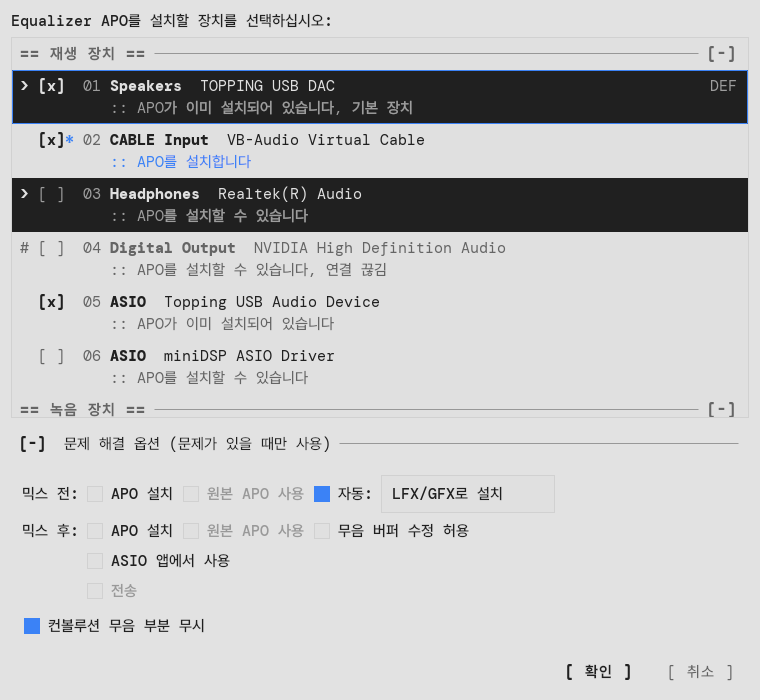 Equalizer APO를 설치할 장치를 선택하십시오:
== 재생 장치 == [-]
> [x] 01 Speakers TOPPING USB DAC DEF
:: APO가 이미 설치되어 있습니다, 기본 장치
[x]* 02 CABLE Input VB-Audio Virtual Cable
:: APO를 설치합니다
> [ ] 03 Headphones Realtek(R) Audio
:: APO를 설치할 수 있습니다
# [ ] 04 Digital Output NVIDIA High Definition Audio
:: APO를 설치할 수 있습니다, 연결 끊김
[x] 05 ASIO Topping USB Audio Device
:: APO가 이미 설치되어 있습니다
[ ] 06 ASIO miniDSP ASIO Driver
:: APO를 설치할 수 있습니다
== 녹음 장치 == [-]
[-] 문제 해결 옵션 (문제가 있을 때만 사용)
믹스 전: APO 설치 원본 APO 사용 자동: LFX/GFX로 설치
믹스 후: APO 설치 원본 APO 사용 무음 버퍼 수정 허용
ASIO 앱에서 사용
전송
컨볼루션 무음 부분 무시
[ 확인 ] [ 취소 ]